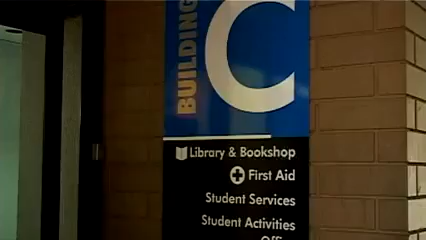 BUILDING
C
Library & Bookshop
First Aid
Student Services
Student Activities